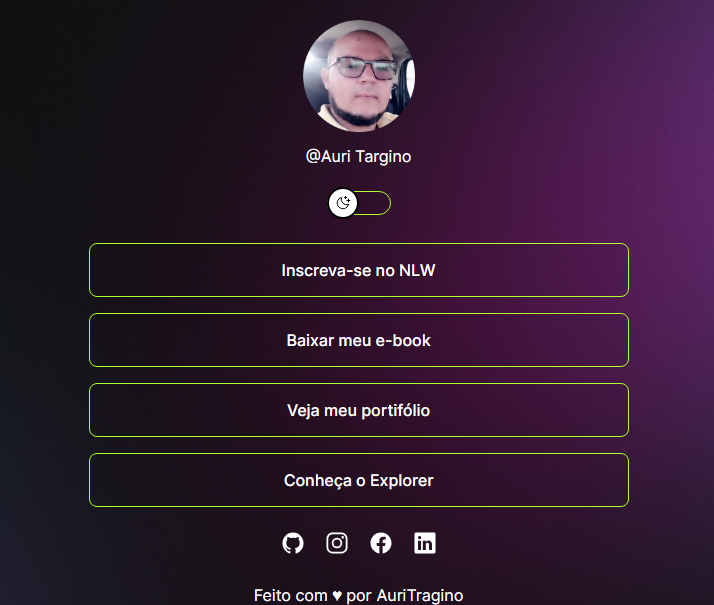 @Auri Targino
Inscreva-se no NLW
Baixar meu e-book
Veja meu portifólio
Conheça o Explorer
Feito com ♥ por AuriTragino